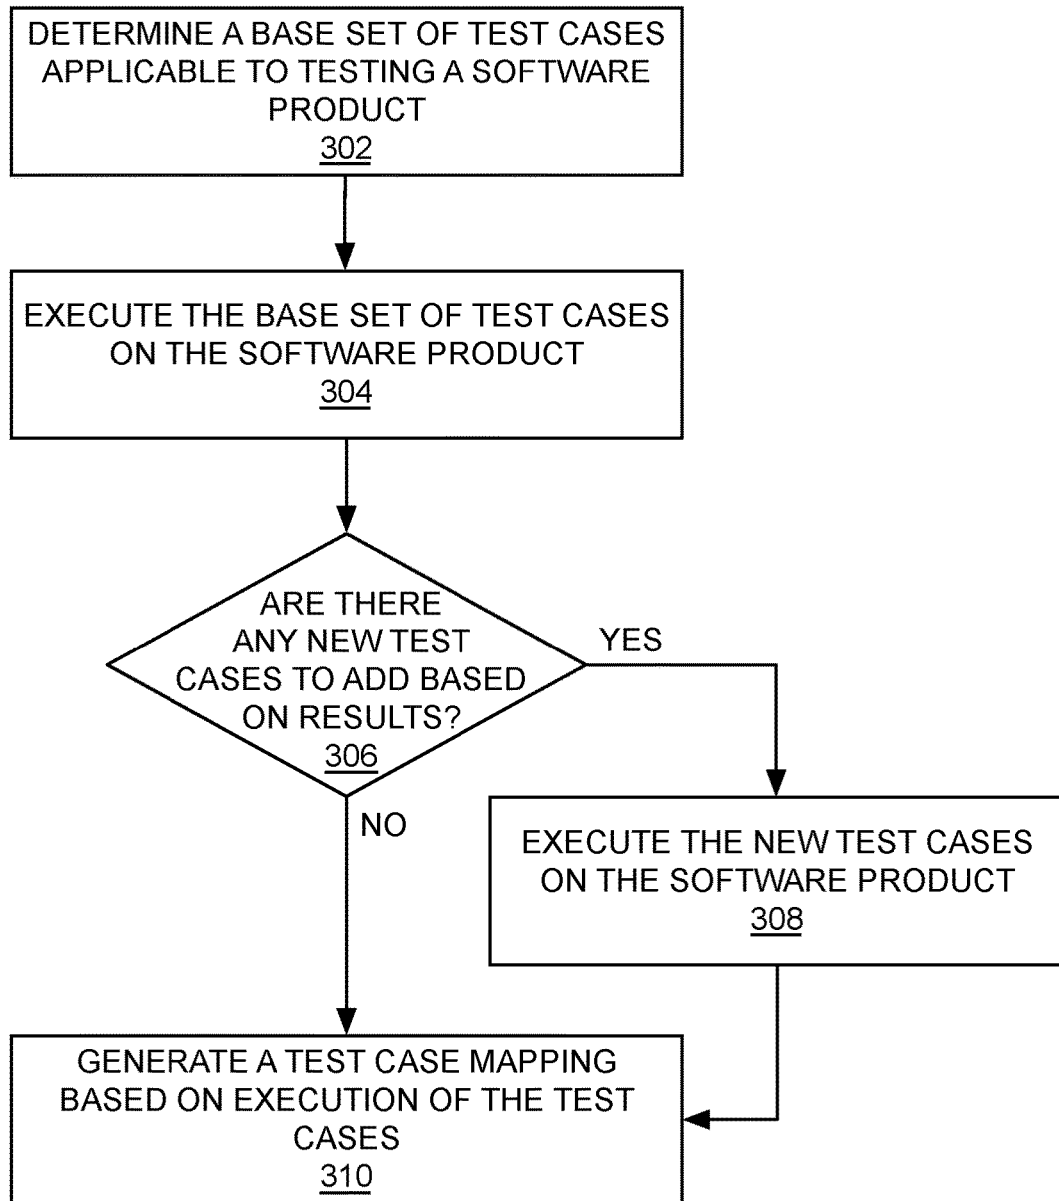 DETERMINE A BASE SET OF TEST CASES
APPLICABLE TO TESTING A SOFTWARE
PRODUCT
302
EXECUTE THE BASE SET OF TEST CASES
ON THE SOFTWARE PRODUCT
304
ARE THERE
ANY NEW TEST
CASES TO ADD BASED
ON RESULTS?
306
YES
NO
EXECUTE THE NEW TEST CASES
ON THE SOFTWARE PRODUCT
308
GENERATE A TEST CASE MAPPING
BASED ON EXECUTION OF THE TEST
CASES
310